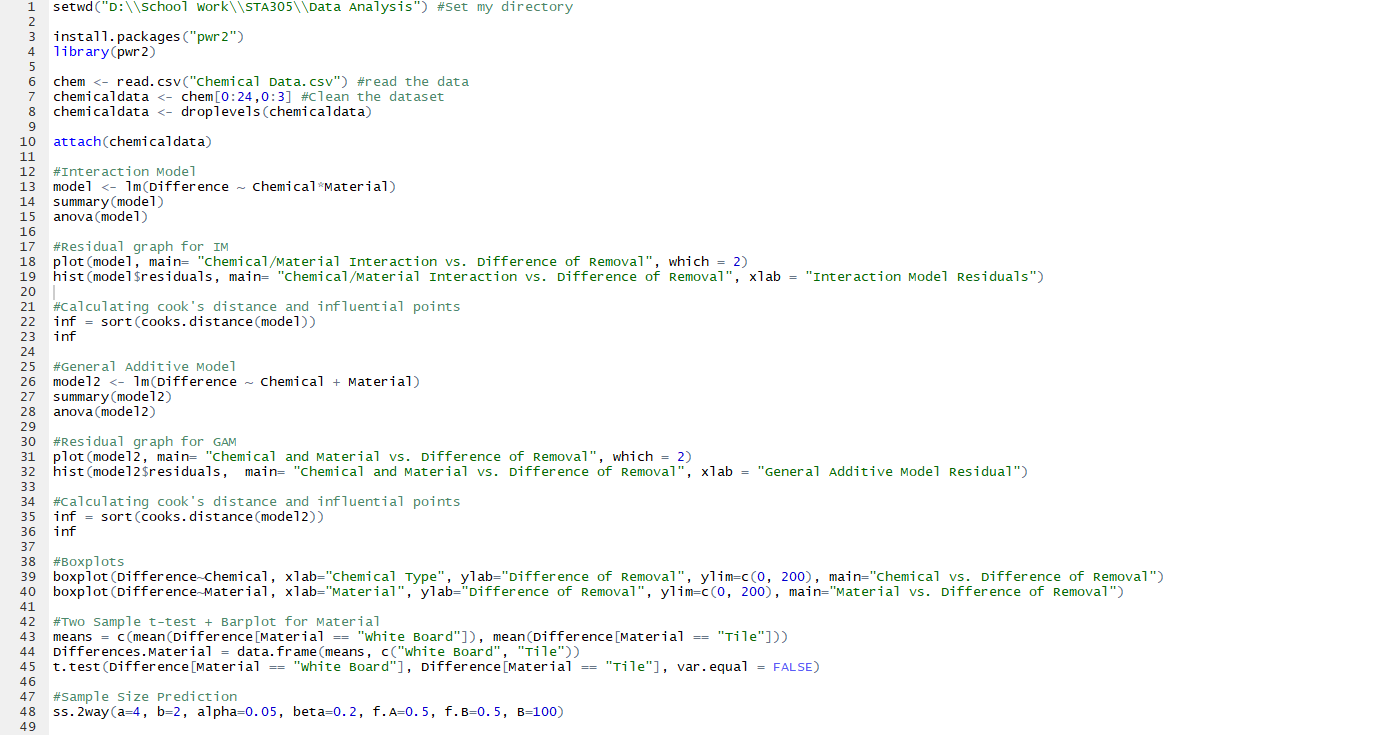 1 setwd("D:\\School Work\\STA305\\Data Analysis") #Set my directory
2
3 install.packages("pwr2")
4 library(pwr2)
5
6 chem <- read.csv("Chemical Data.csv") #read the data
7 chemicaldata <- chem[0:24,0:3] #Clean the dataset
8 chemicaldata <- droplevels(chemicaldata)
9
10 attach(chemicaldata)
11
12 #Interaction Model
13 model <- lm(Difference ~ Chemical*Material)
14 summary(model)
15 anova(model)
16
17 #Residual graph for IM
18 plot(model, main= "Chemical/Material Interaction vs. Difference of Removal", which = 2)
19 hist(model$residuals, main= "Chemical/Material Interaction vs. Difference of Removal", xlab = "Interaction Model Residuals")
20
21 #Calculating cook's distance and influential points
22 inf = sort(cooks.distance(model))
23 inf
24
25 #General Additive Model
26 model2 <- lm(Difference ~ Chemical + Material)
27 summary(model2)
28 anova(model2)
29
30 #Residual graph for GAM
31 plot(model2, main= "Chemical and Material vs. Difference of Removal", which = 2)
32 hist(model2$residuals,  main= "Chemical and Material vs. Difference of Removal", xlab = "General Additive Model Residual")
33
34 #Calculating cook's distance and influential points
35 inf = sort(cooks.distance(model2))
36 inf
37
38 #Boxplots
39 boxplot(Difference~Chemical, xlab="Chemical Type", ylab="Difference of Removal", ylim=c(0, 200), main="Chemical vs. Difference of Removal")
40 boxplot(Difference~Material, xlab="Material", ylab="Difference of Removal", ylim=c(0, 200), main="Material vs. Difference of Removal")
41
42 #Two Sample t-test + Barplot for Material
43 means = c(mean(Difference[Material == "White Board"]), mean(Difference[Material == "Tile"]))
44 Differences.Material = data.frame(means, c("White Board", "Tile"))
45 t.test(Difference[Material == "White Board"], Difference[Material == "Tile"], var.equal = FALSE)
46
47 #Sample Size Prediction
48 ss.2way(a=4, b=2, alpha=0.05, beta=0.2, f.A=0.5, f.B=0.5, B=100)
49